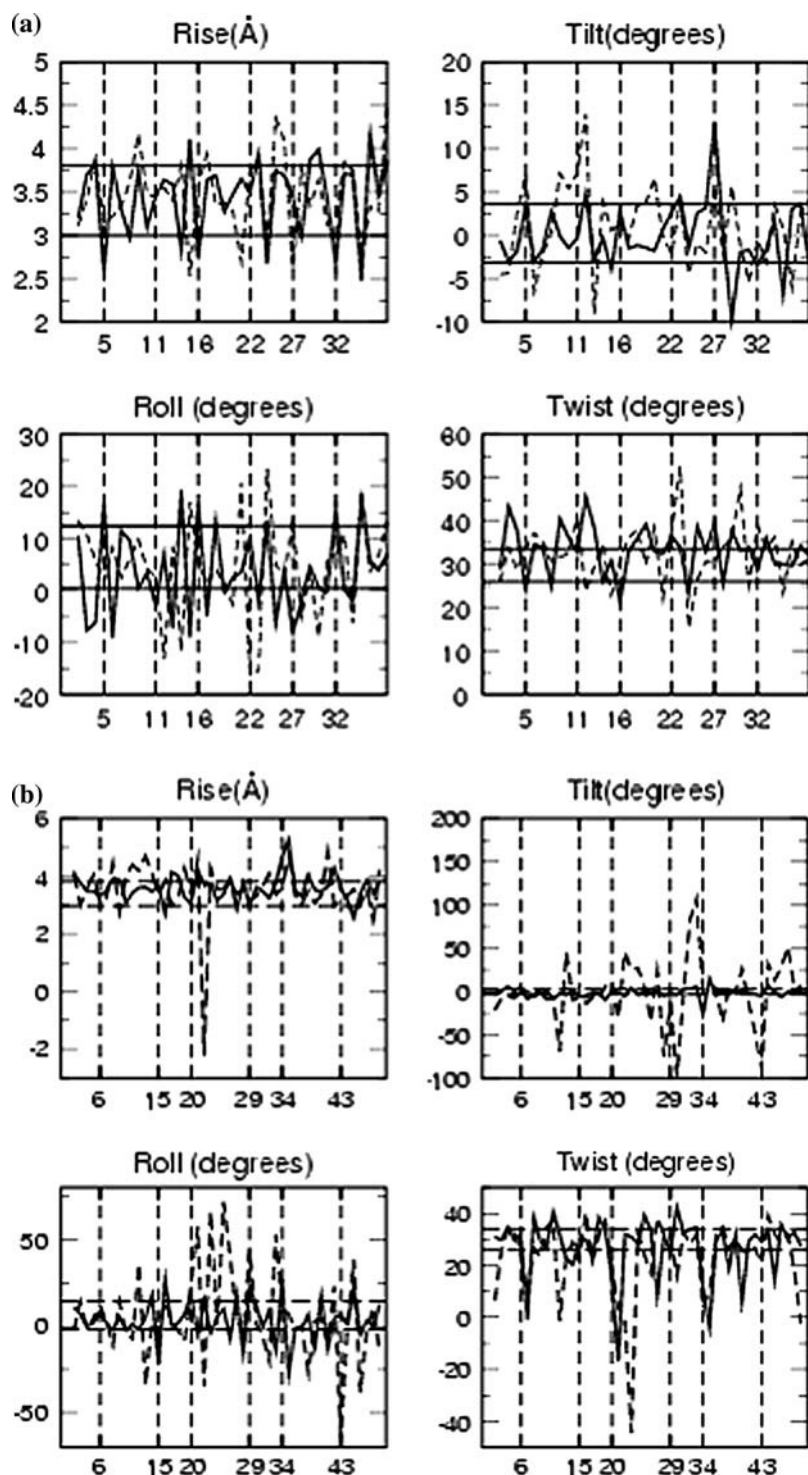 (a)
Rise(Å)
5
4.5
4
3.5
3
2.5
2
5 11 16 22 27 32
Tilt(degrees)
20
15
10
5
0
-5
-10
5 11 16 22 27 32
Roll (degrees)
30
20
10
0
-10
-20
5 11 16 22 27 32
Twist (degrees)
60
50
40
30
20
10
0
5 11 16 22 27 32
(b)
Rise(Å)
6
4
2
0
-2
6 15 20 29 34 43
Tilt(degrees)
200
150
100
50
0
-50
-100
6 15 20 29 34 43
Roll (degrees)
50
0
-50
6 15 20 29 34 43
Twist (degrees)
40
20
0
-20
-40
6 15 20 29 34 43